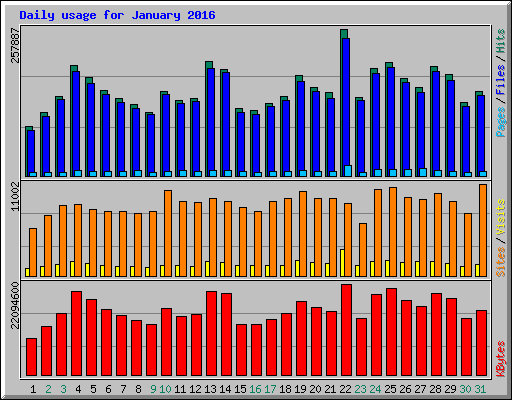 Daily usage for January 2016
257887
Pages / Files / Hits
11002
Sites / Visits
22094600
KBytes
1 2 3 4 5 6 7 8 9 10 11 12 13 14 15 16 17 18 19 20 21 22 23 24 25 26 27 28 29 30 31